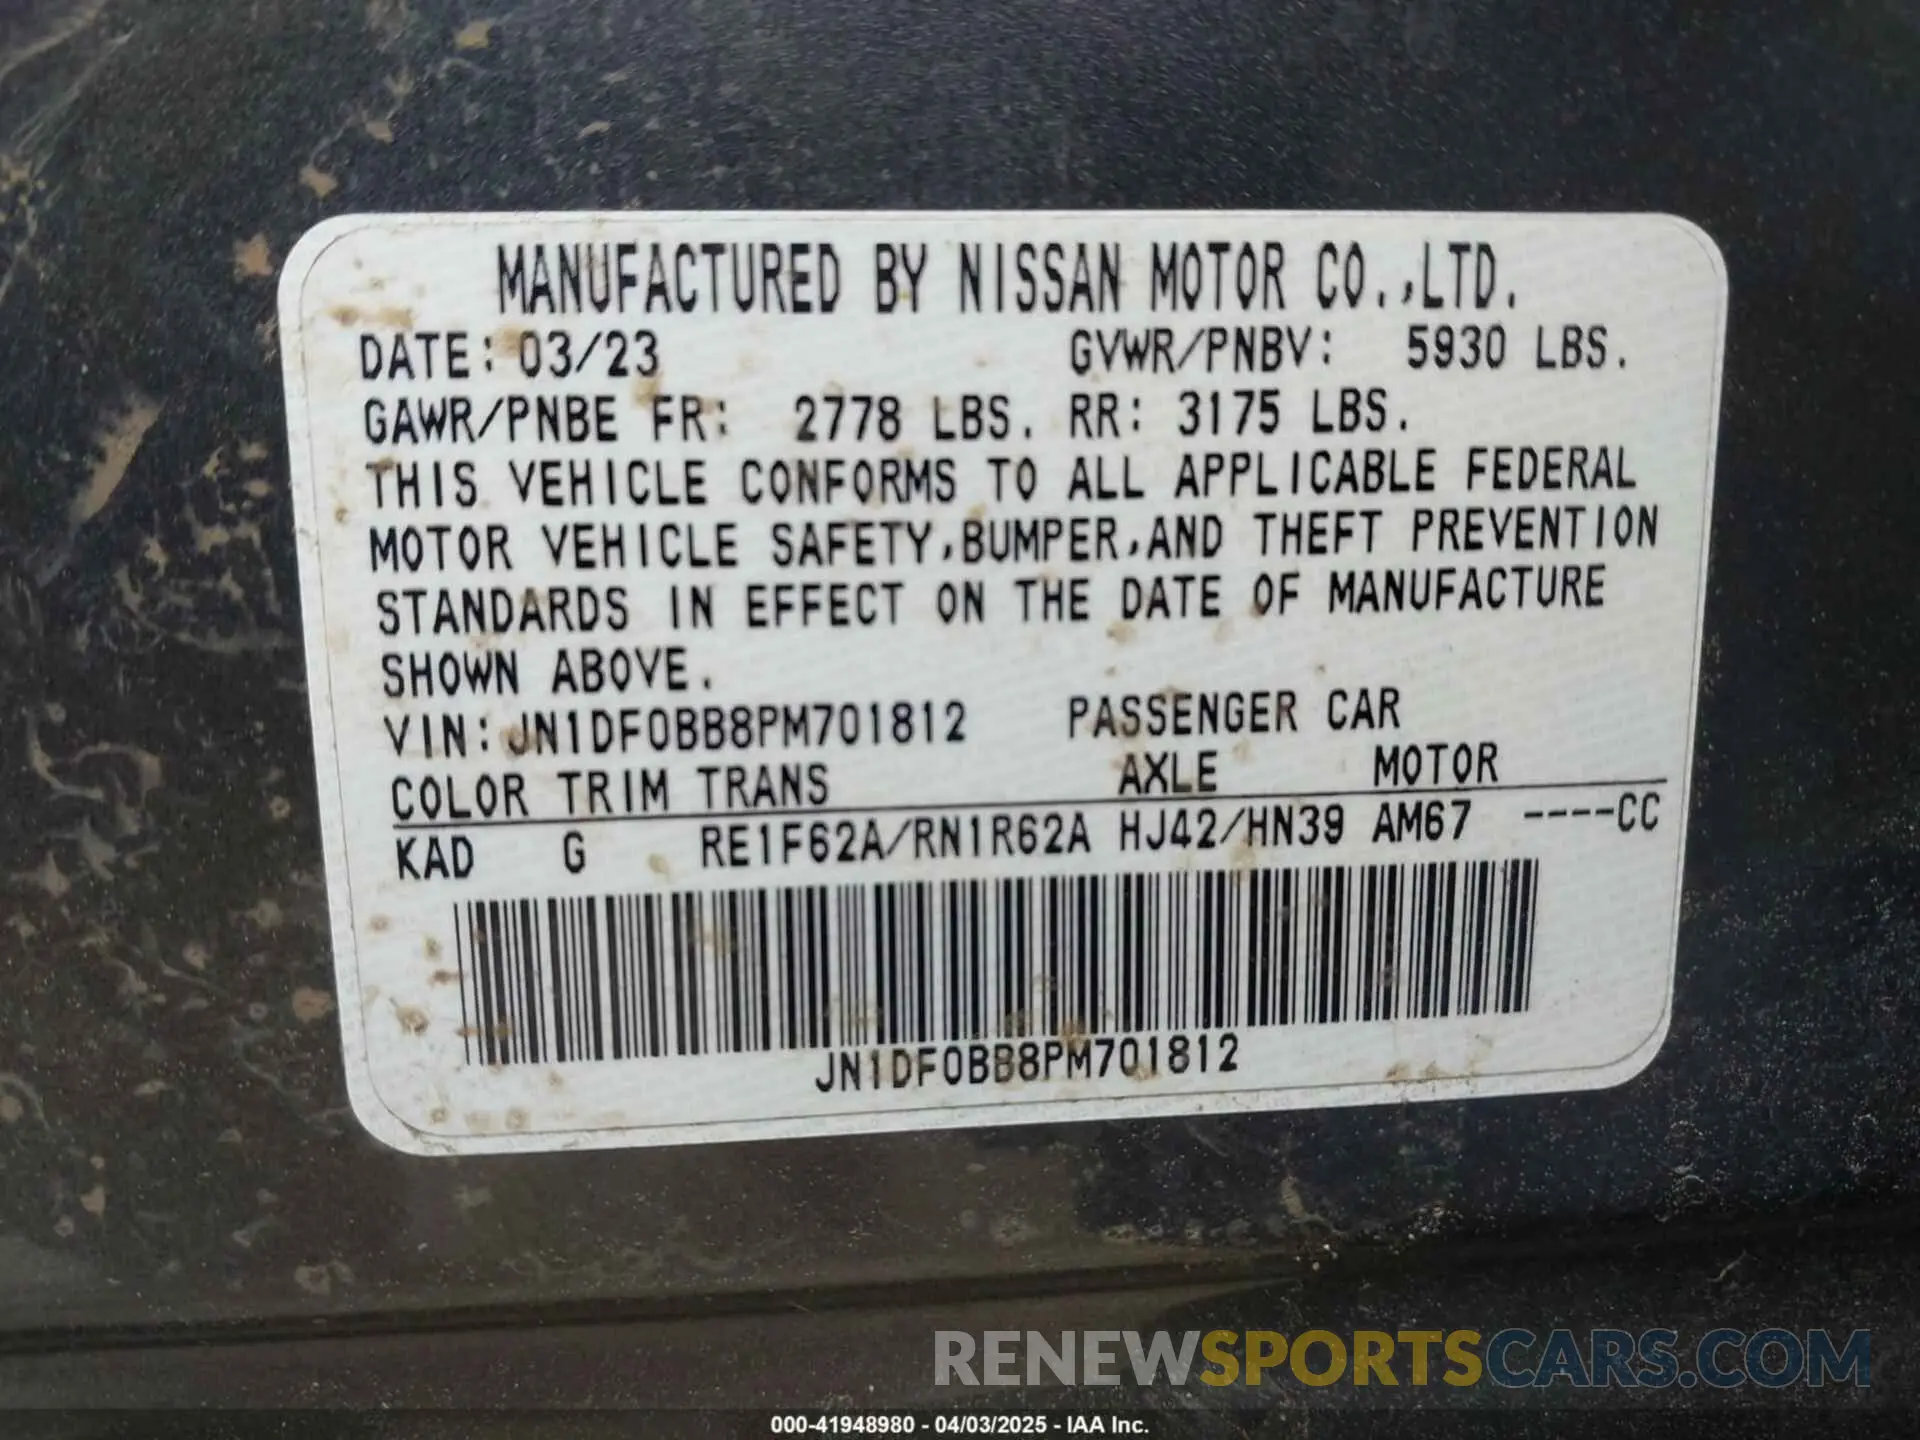 MANUFACTURED BY NISSAN MOTOR CO.,LTD.
DATE: 03/23 GVWR/PNBV: 5930 LBS.
GAWR/PNBE FR: 2778 LBS. RR: 3175 LBS.
THIS VEHICLE CONFORMS TO ALL APPLICABLE FEDERAL
MOTOR VEHICLE SAFETY,BUMPER,AND THEFT PREVENTION
STANDARDS IN EFFECT ON THE DATE OF MANUFACTURE
SHOWN ABOVE.
VIN: JN1DF0BB8PM701812 PASSENGER CAR
COLOR TRIM TRANS AXLE MOTOR
KAD G RE1F62A/RN1R62A HJ42/HN39 AM67 ----CC
JN1DF0BB8PM701812
RENEWSPORTSCARS.COM
000-41948980 - 04/03/2025 - IAA Inc.